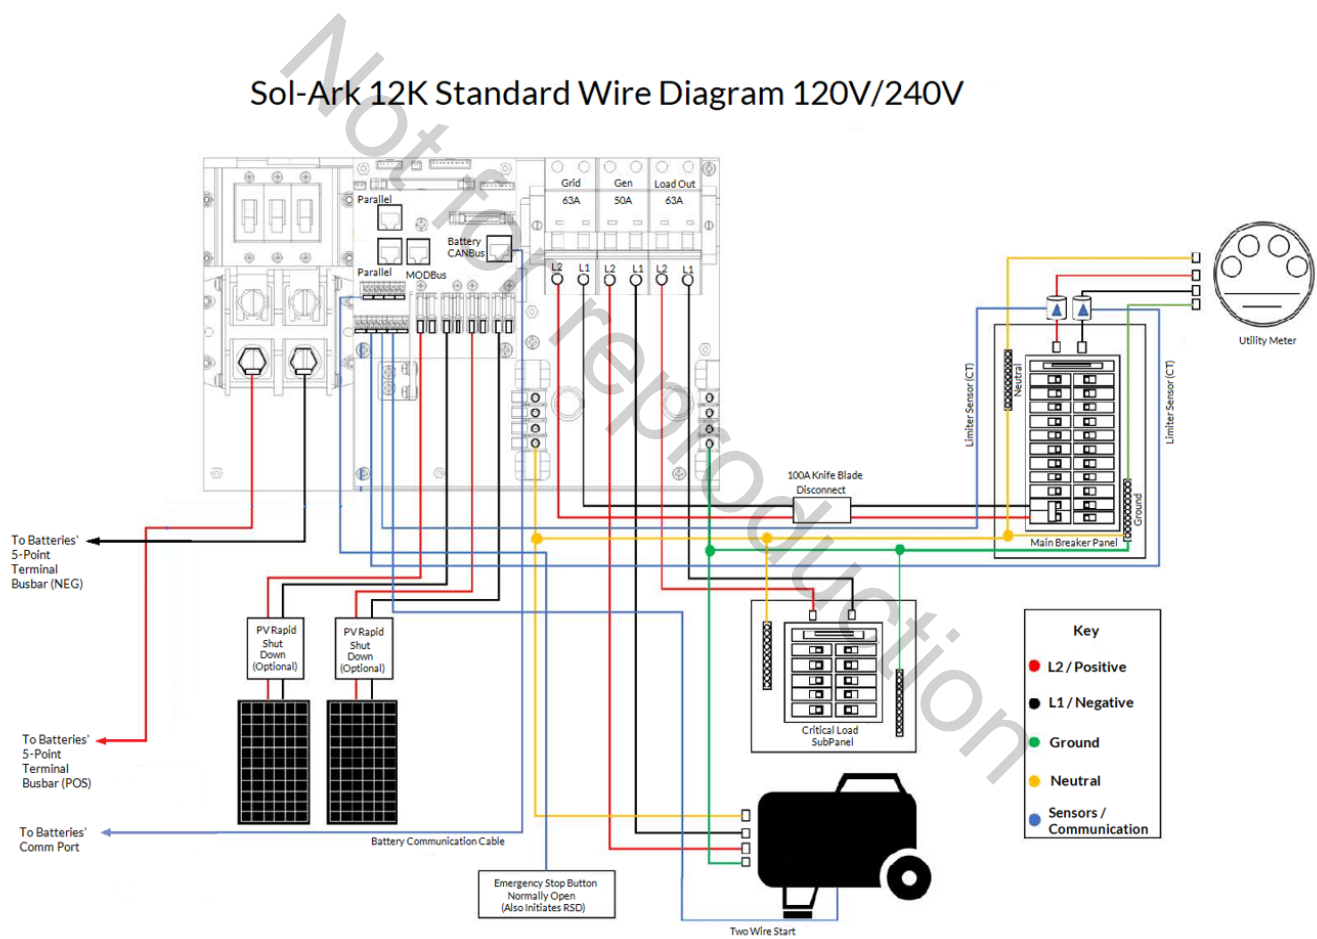 Sol-Ark 12K Standard Wire Diagram 120V/240V
Not for reproduction
Grid
63A
Gen
50A
Load Out
63A
Parallel
Battery
CANBus
Parallel
MODBus
L2
L1
L2
L1
L2
L1
Utility Meter
Limiter Sensor (CT)
Neutral
Limiter Sensor (CT)
Ground
Main Breaker Panel
100A Knife Blade
Disconnect
To Batteries'
5-Point
Terminal
Busbar (NEG)
PV Rapid
Shut
Down
(Optional)
PV Rapid
Shut
Down
(Optional)
Critical Load
SubPanel
Key
L2 / Positive
L1 / Negative
Ground
Neutral
Sensors /
Communication
To Batteries'
5-Point
Terminal
Busbar (POS)
To Batteries'
Comm Port
Battery Communication Cable
Emergency Stop Button
Normally Open
(Also Initiates RSD)
Two Wire Start